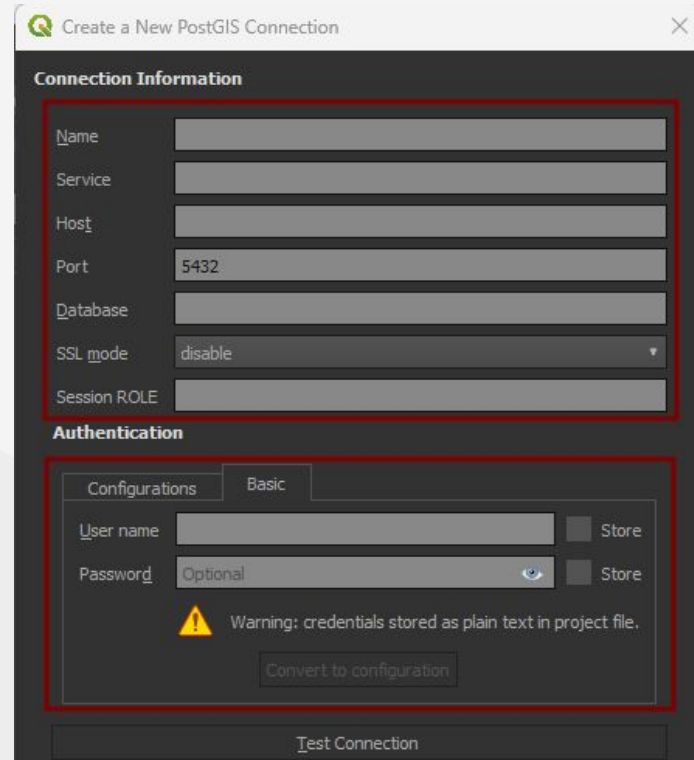 Create a New PostGIS Connection
Connection Information
Name
Service
Host
Port 5432
Database
SSL mode disable
Session ROLE
Authentication
Configurations Basic
User name Store
Password Optional Store
Warning: credentials stored as plain text in project file.
Convert to configuration
Test Connection